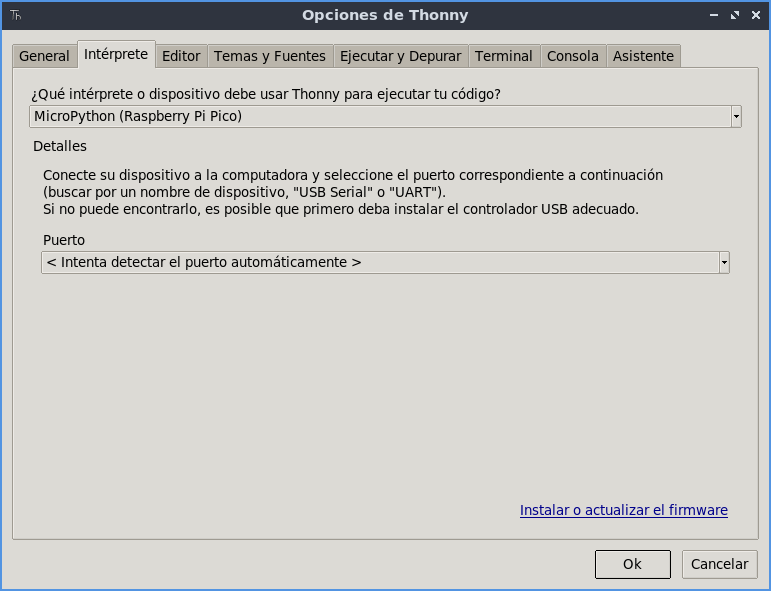 Th
Opciones de Thonny
General Intérprete Editor Temas y Fuentes Ejecutar y Depurar Terminal Consola Asistente
¿Qué intérprete o dispositivo debe usar Thonny para ejecutar tu código?
MicroPython (Raspberry Pi Pico)
Detalles
Conecte su dispositivo a la computadora y seleccione el puerto correspondiente a continuación
(buscar por un nombre de dispositivo, "USB Serial" o "UART").
Si no puede encontrarlo, es posible que primero deba instalar el controlador USB adecuado.
Puerto
< Intenta detectar el puerto automáticamente >
Instalar o actualizar el firmware
Ok Cancelar